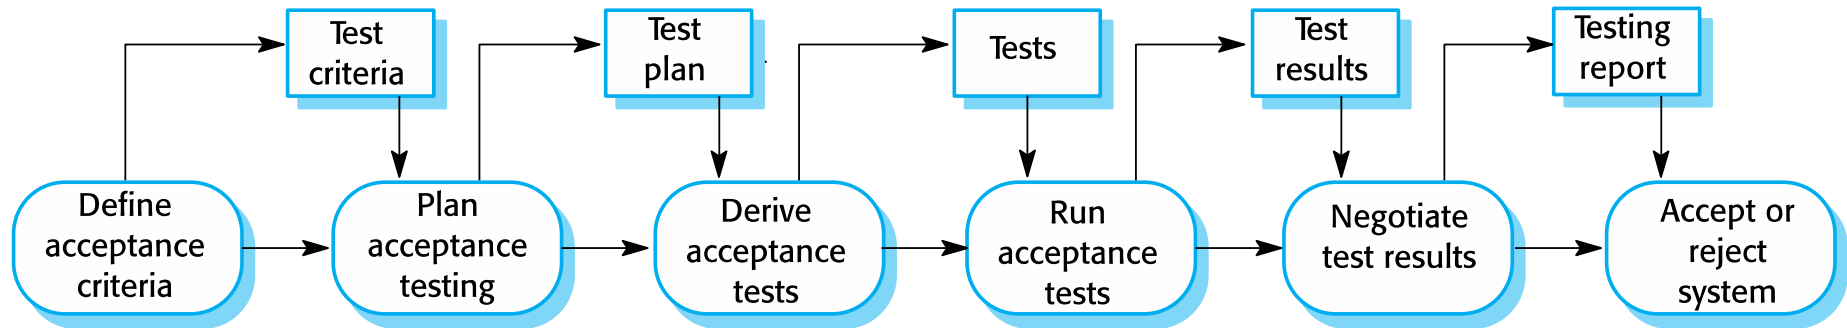 Test
criteria
Test
plan
Tests
Test
results
Testing
report
Define
acceptance
criteria
Plan
acceptance
testing
Derive
acceptance
tests
Run
acceptance
tests
Negotiate
test results
Accept or
reject
system